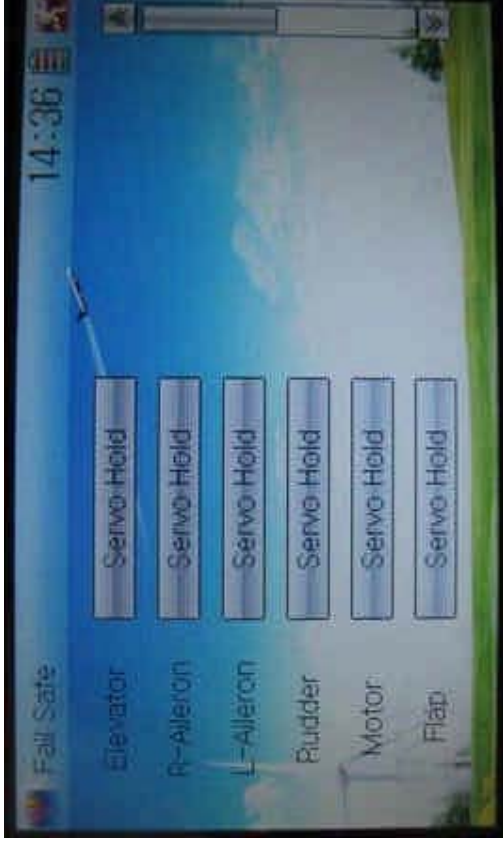 Fail Safe 14:36
Elevator Servo Hold
R-Aileron Servo Hold
L-Aileron Servo Hold
Rudder Servo Hold
Motor Servo Hold
Flap Servo Hold